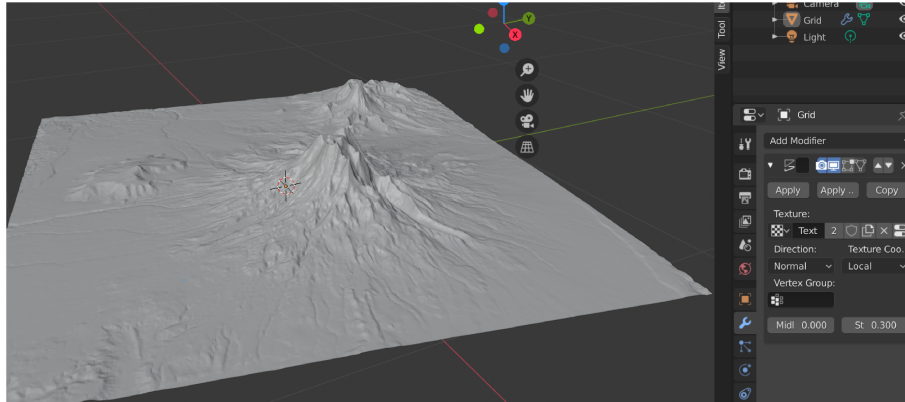 Camera
Grid
Light
Y
X
Tool
View
Grid
Add Modifier
Apply
Apply ..
Copy
Texture:
Text
2
Direction:
Texture Coo..
Normal
Local
Vertex Group:
Midl 0.000
St 0.300